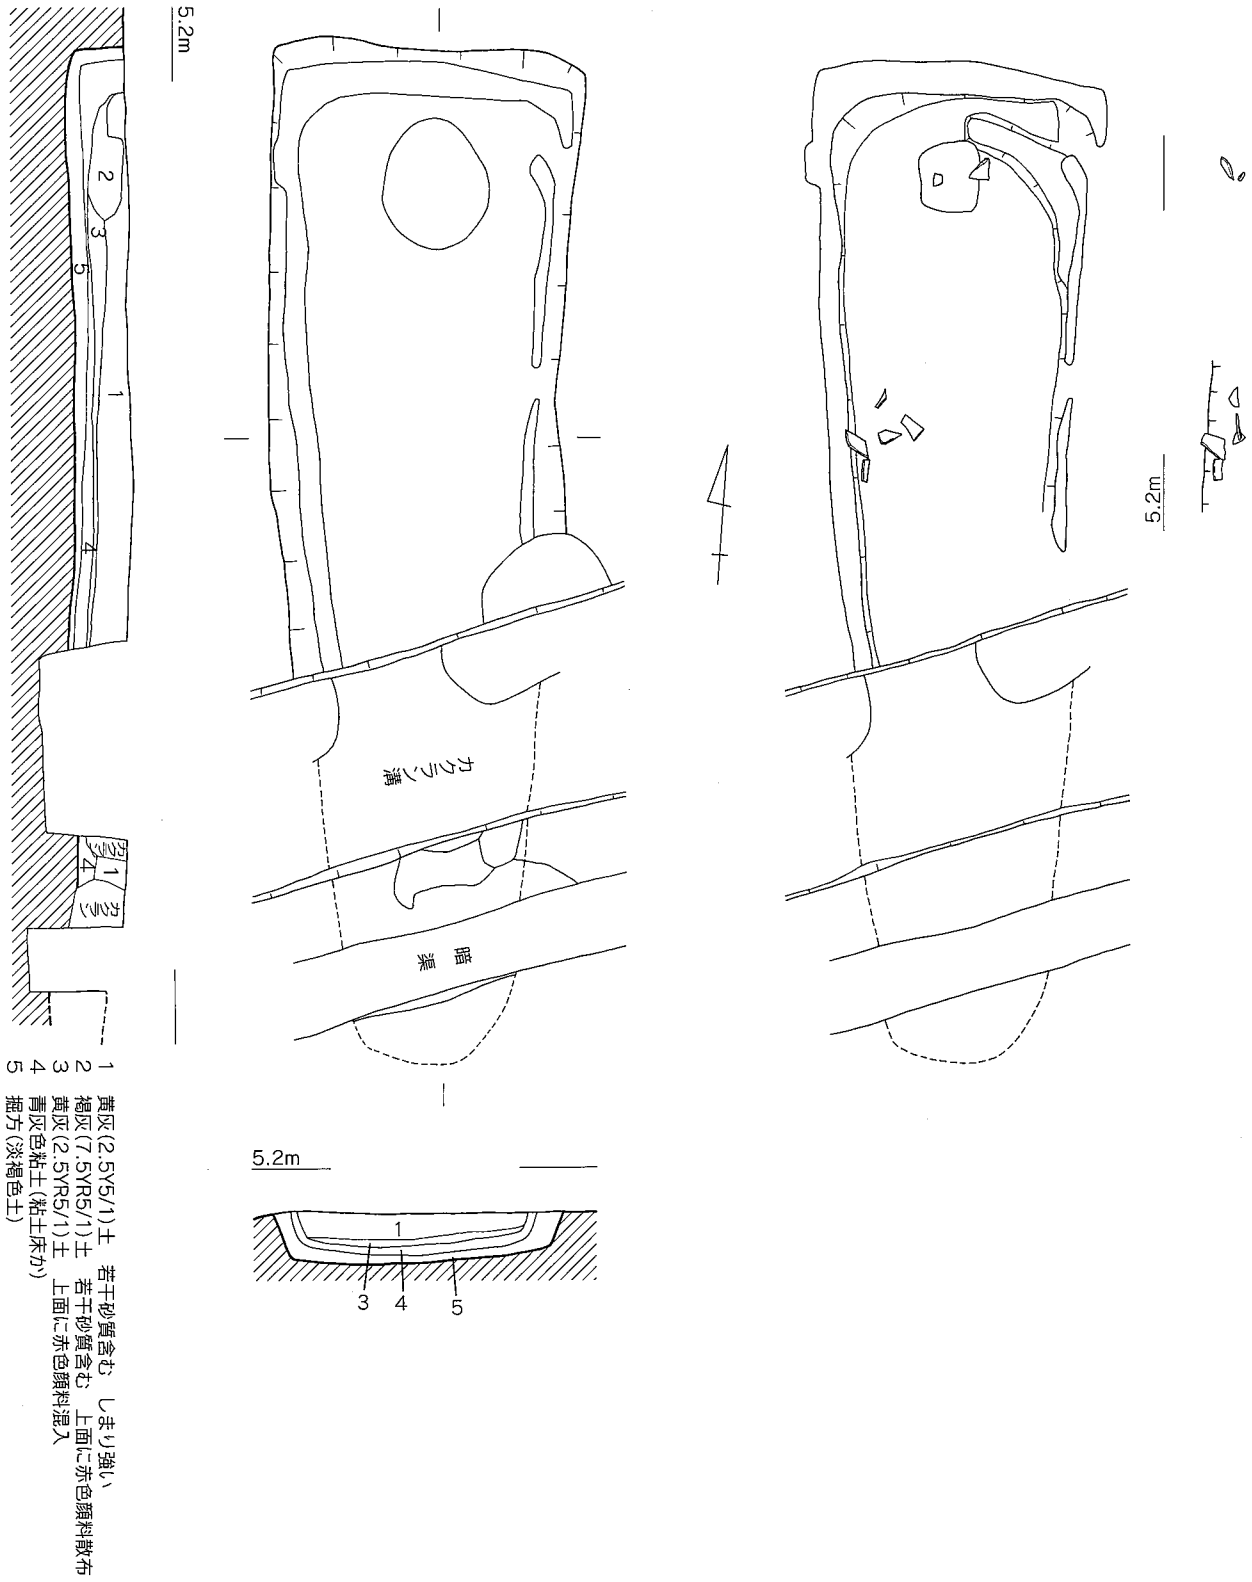 5.2m
2
3
5
1
4
カクラン
4
1
カクラン
カクラン溝
暗渠
5.2m
5.2m
1
3
4
5
1 黄灰(2.5Y5/1)土 若干砂質含む しまり強い
2 褐灰(7.5YR5/1)土 若干砂質含む 上面に赤色顔料散布
3 黄灰(2.5YR5/1)土 上面に赤色顔料混入
4 青灰色粘土(粘土床か)
5 掘方(淡褐色土)